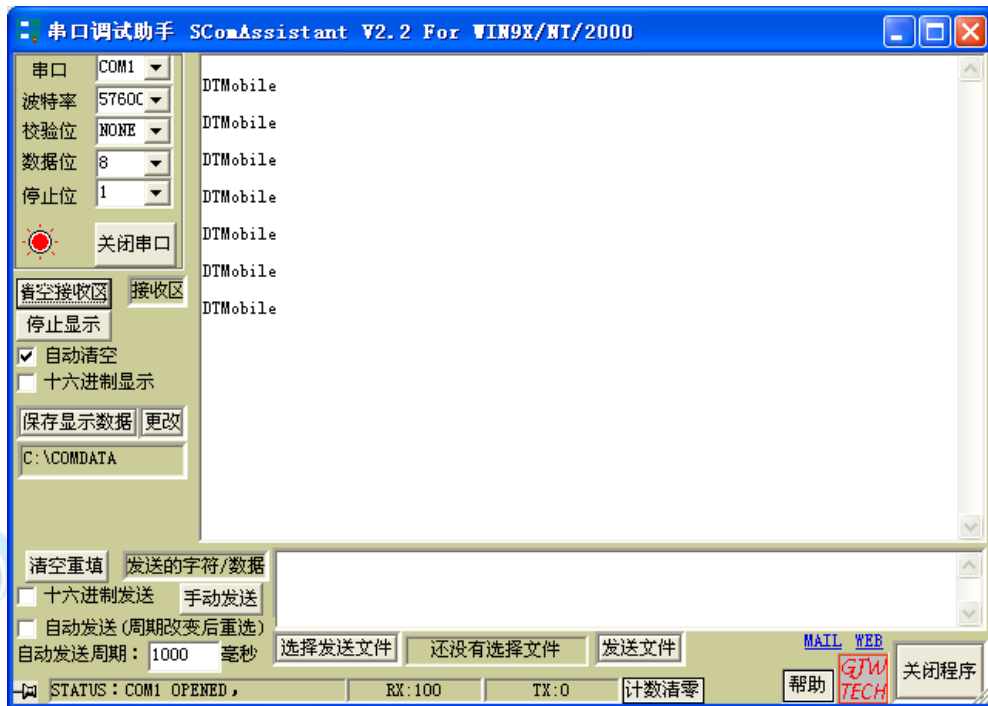 串口调试助手 SComAssistant V2.2 For WIN9X/NT/2000
串口 COM1
波特率 57600
校验位 NONE
数据位 8
停止位 1
关闭串口
清空接收区 接收区
停止显示
自动清空
十六进制显示
保存显示数据 更改
C:\COMDATA
DTMobile
DTMobile
DTMobile
DTMobile
DTMobile
DTMobile
DTMobile
清空重填 发送的字符/数据
十六进制发送 手动发送
自动发送(周期改变后重选)
自动发送周期: 1000 毫秒 选择发送文件 还没有选择文件 发送文件
MAIL WEB
STATUS:COM1 OPENED, RX:100 TX:0 计数清零 帮助 GJW TECH 关闭程序